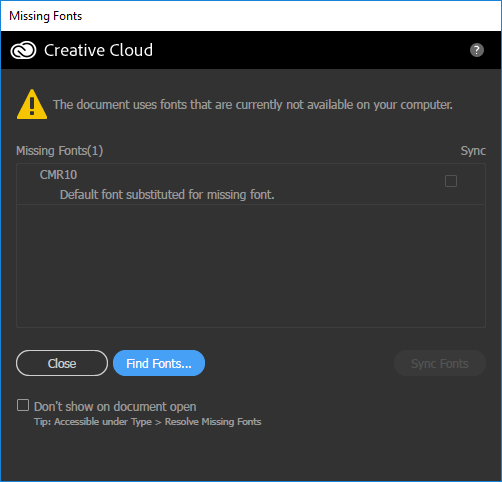 Missing Fonts
Creative Cloud
?
The document uses fonts that are currently not available on your computer.
Missing Fonts(1) Sync
CMR10
Default font substituted for missing font.
Close Find Fonts... Sync Fonts
Don't show on document open
Tip: Accessible under Type > Resolve Missing Fonts